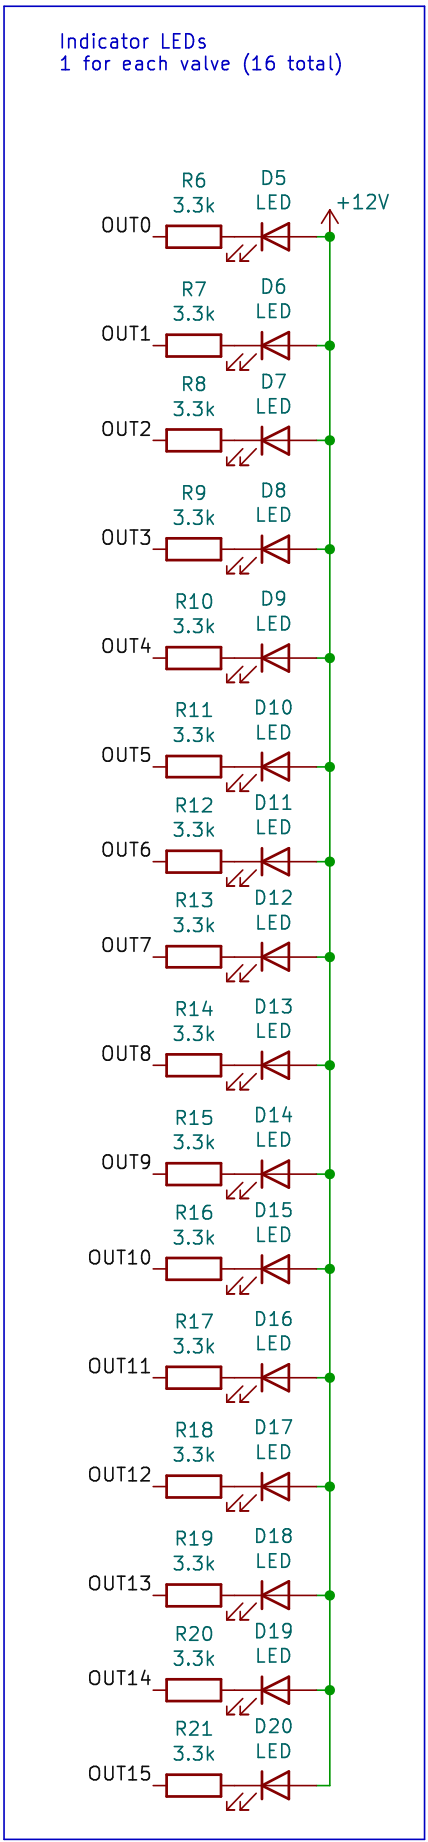 Indicator LEDs
1 for each valve (16 total)
R6
3.3k
D5
LED
+12V
OUT0
R7
3.3k
D6
LED
OUT1
R8
3.3k
D7
LED
OUT2
R9
3.3k
D8
LED
OUT3
R10
3.3k
D9
LED
OUT4
R11
3.3k
D10
LED
OUT5
R12
3.3k
D11
LED
OUT6
R13
3.3k
D12
LED
OUT7
R14
3.3k
D13
LED
OUT8
R15
3.3k
D14
LED
OUT9
R16
3.3k
D15
LED
OUT10
R17
3.3k
D16
LED
OUT11
R18
3.3k
D17
LED
OUT12
R19
3.3k
D18
LED
OUT13
R20
3.3k
D19
LED
OUT14
R21
3.3k
D20
LED
OUT15